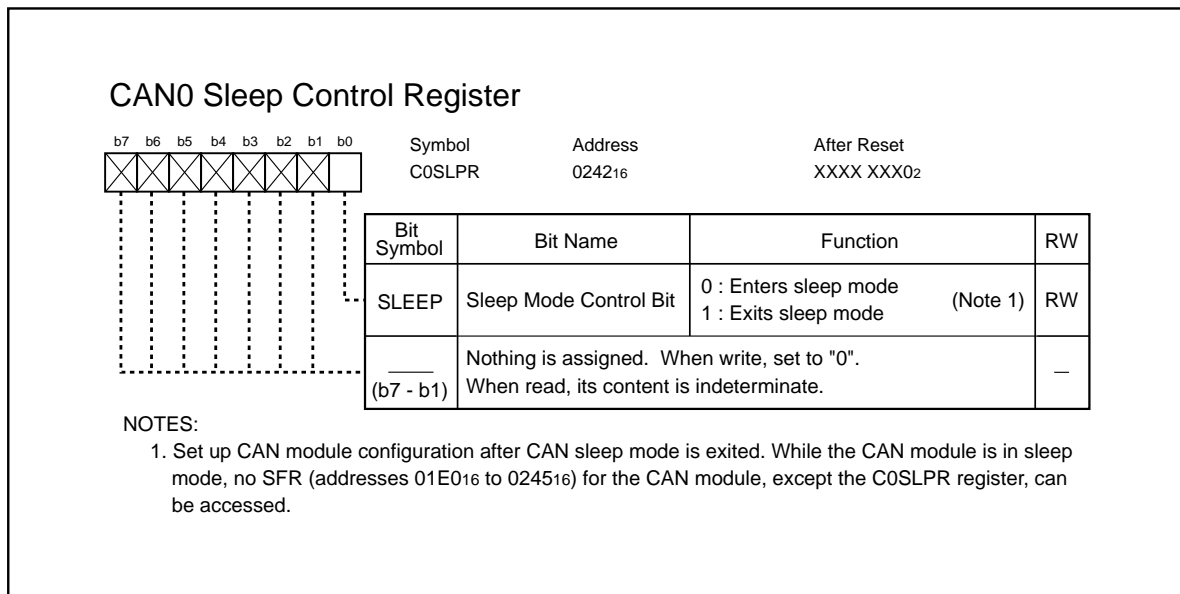 CAN0 Sleep Control Register
b7 b6 b5 b4 b3 b2 b1 b0
Symbol Address After Reset
C0SLPR 024216 XXXX XXX02
Bit Symbol Bit Name Function RW
SLEEP Sleep Mode Control Bit 0 : Enters sleep mode (Note 1) RW
1 : Exits sleep mode
(b7 - b1) Nothing is assigned. When write, set to "0". —
When read, its content is indeterminate.
NOTES:
1. Set up CAN module configuration after CAN sleep mode is exited. While the CAN module is in sleep
mode, no SFR (addresses 01E016 to 024516) for the CAN module, except the C0SLPR register, can
be accessed.